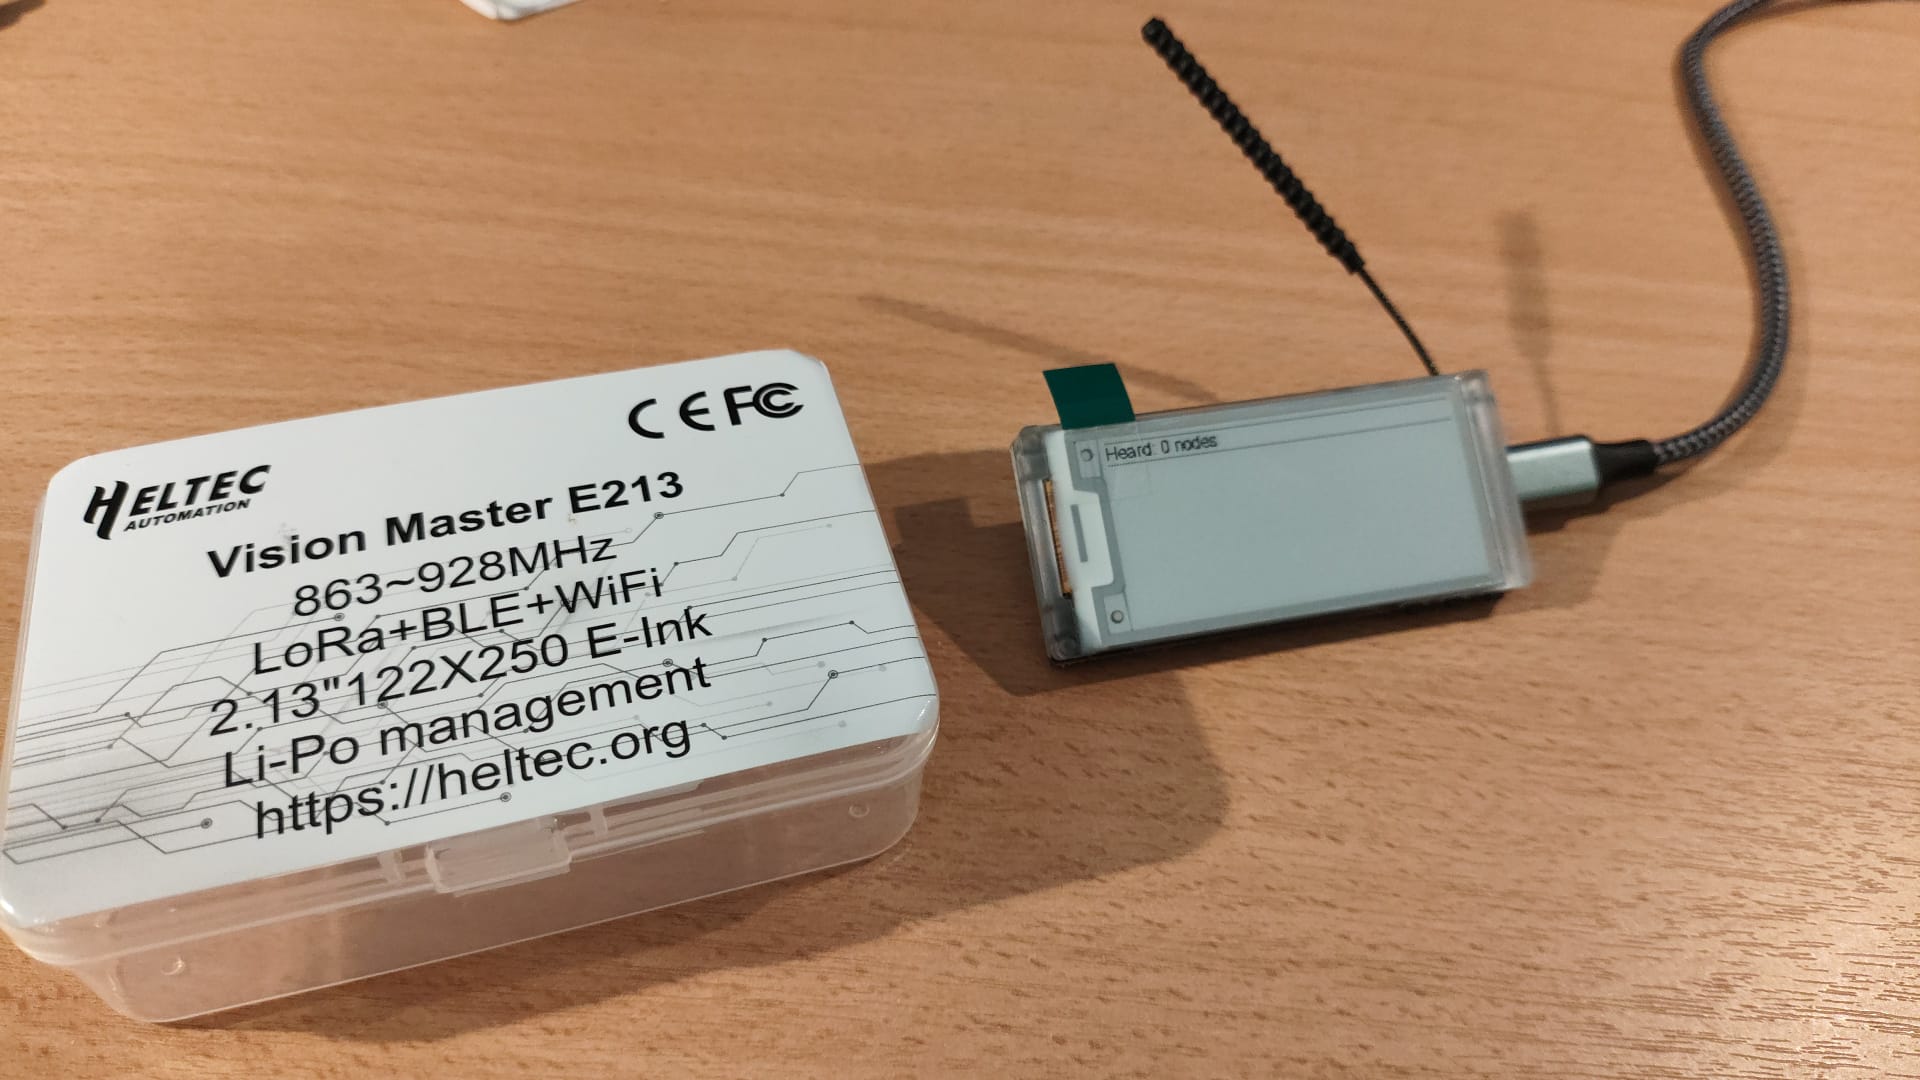 CE FC
HELTEC
AUTOMATION
Vision Master E213
863~928MHz
LoRa+BLE+WiFi
2.13"122X250 E-Ink
Li-Po management
https://heltec.org
Heard: 0 nodes